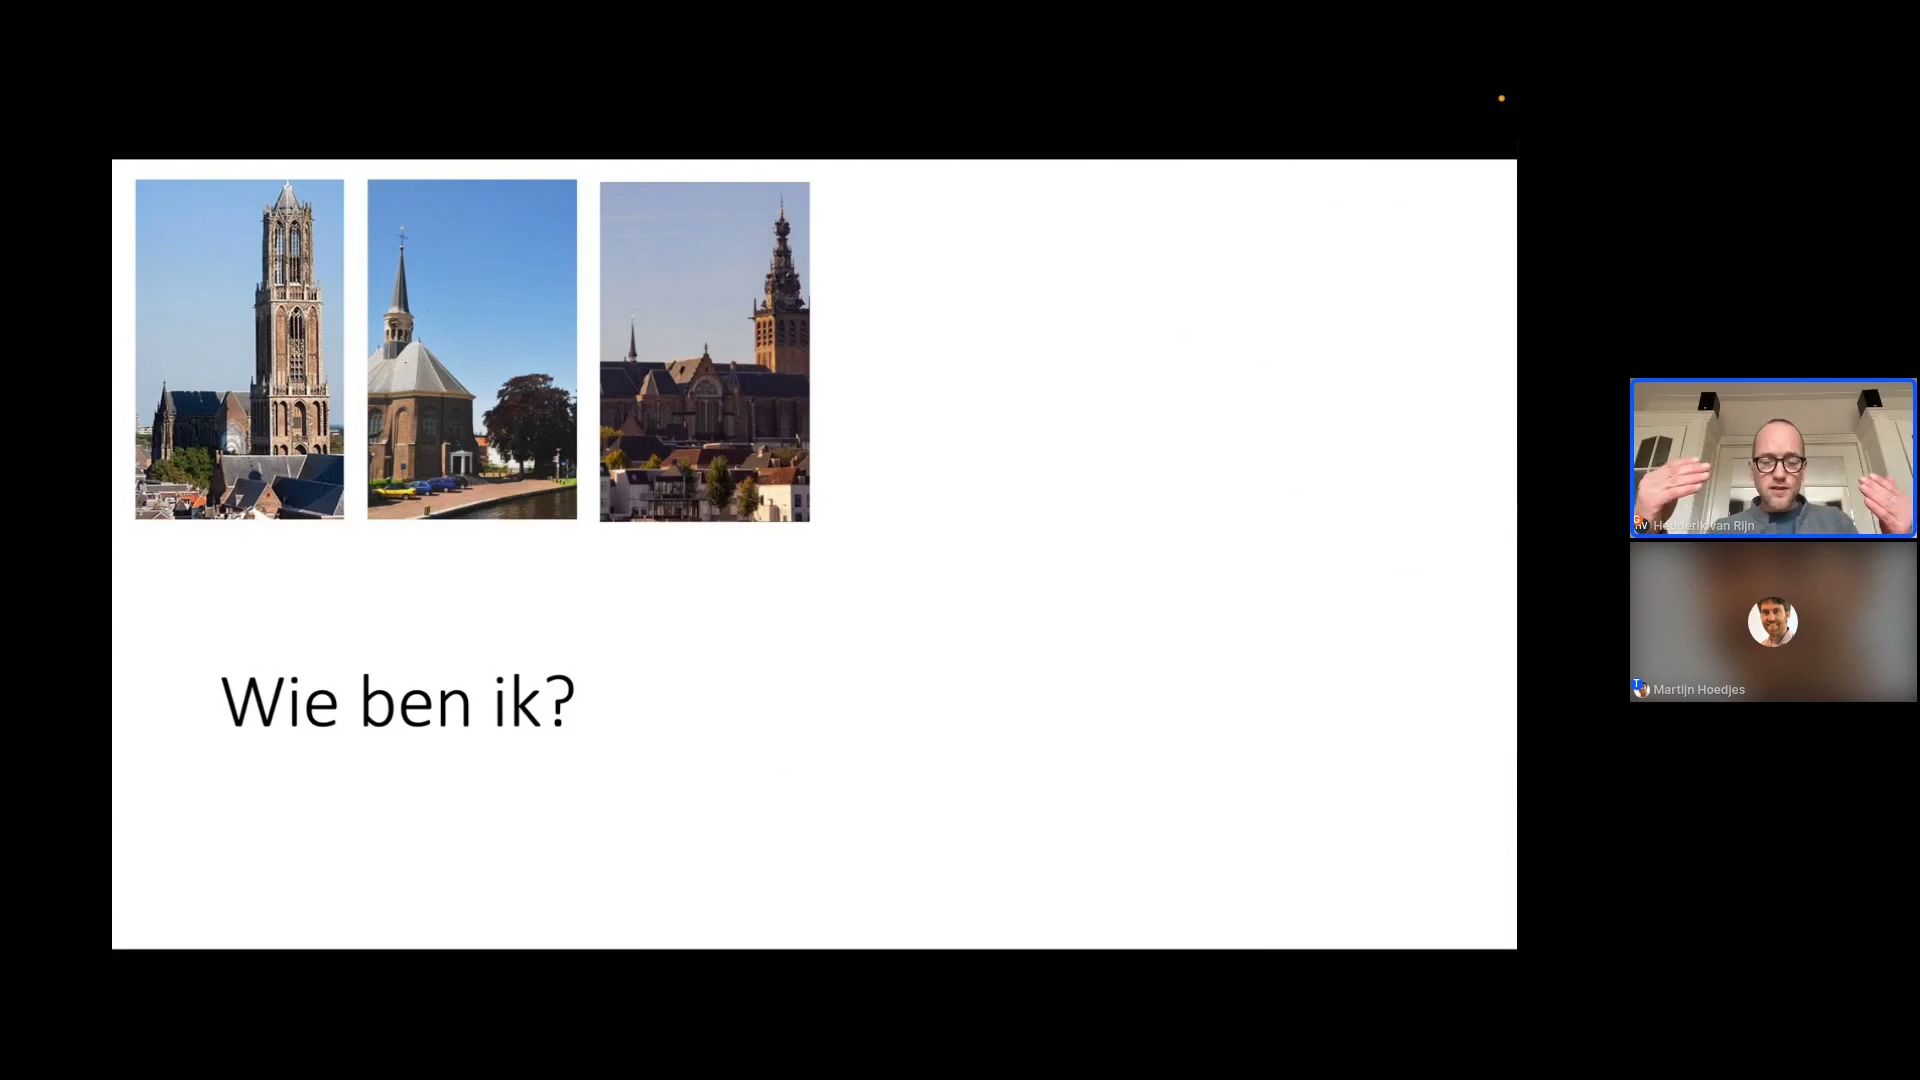 Wie ben ik?
Hedderik van Rijn
Martijn Hoedjes